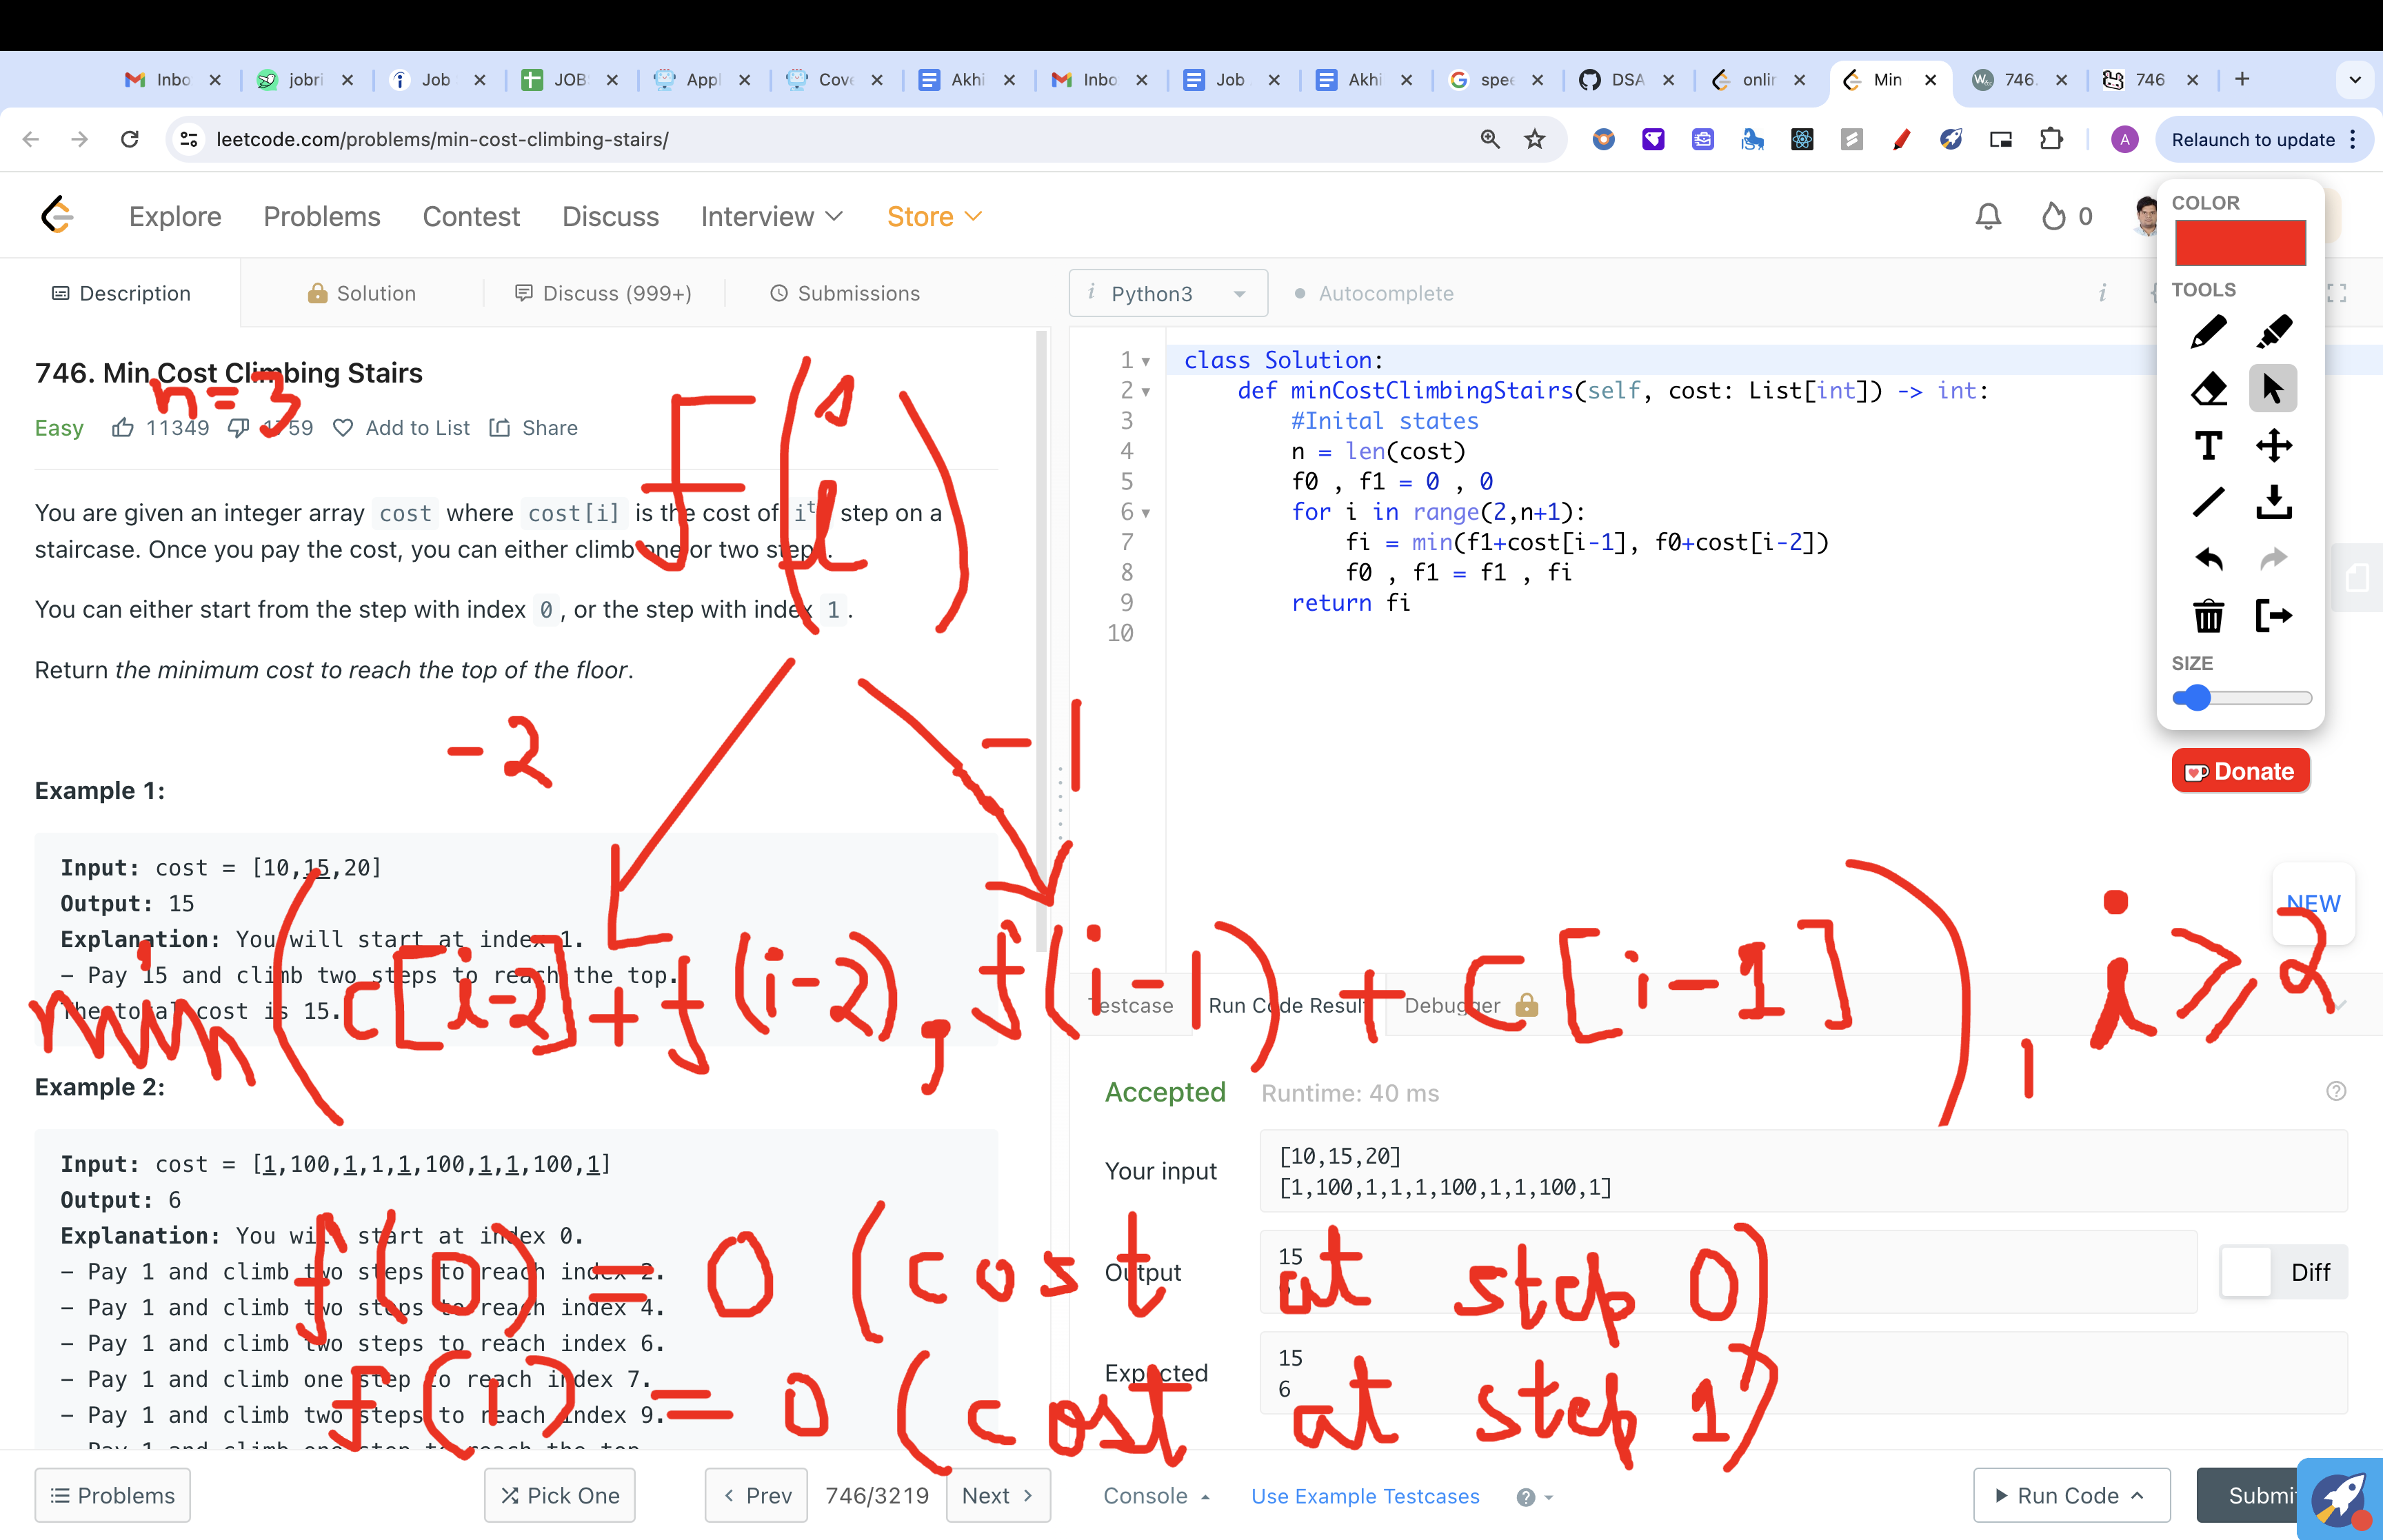 Inbo jobri Job JOB Appl Cove Akhi Inbo Job Akhi spee DSA onlin Min 746. 746
leetcode.com/problems/min-cost-climbing-stairs/
A Relaunch to update
Explore Problems Contest Discuss Interview Store 0
Description Solution Discuss (999+) Submissions
746. Min Cost Climbing Stairs
n=3
Easy 11349 1759 Add to List Share
You are given an integer array cost where cost[i] is the cost of step on a
staircase. Once you pay the cost, you can either climb one or two steps.
You can either start from the step with index 0, or the step with index 1.
Return the minimum cost to reach the top of the floor.
-2
-1
Example 1:
Input: cost = [10,15,20]
Output: 15
Explanation: You will start at index 1.
- Pay 15 and climb two steps to reach the top.
The total cost is 15.
min(c[i-2]+f(i-2), f(i-1) + c[i-1]), i⩾2
Example 2:
Input: cost = [1,100,1,1,1,100,1,1,100,1]
Output: 6
Explanation: You will start at index 0.
- Pay 1 and climb two steps to reach index 2.
- Pay 1 and climb two steps to reach index 4.
- Pay 1 and climb two steps to reach index 6.
- Pay 1 and climb one step to reach index 7.
- Pay 1 and climb two steps to reach index 9.
f(0) = 0 (cost at step 0)
f(1) = 0 (cost at step 1)
Problems Pick One Prev 746/3219 Next
i Python3 Autocomplete i
1 class Solution:
2 def minCostClimbingStairs(self, cost: List[int]) -> int:
3 #Inital states
4 n = len(cost)
5 f0 , f1 = 0 , 0
6 for i in range(2,n+1):
7 fi = min(f1+cost[i-1], f0+cost[i-2])
8 f0 , f1 = f1 , fi
9 return fi
10
COLOR
TOOLS
T
SIZE
Donate
NEW
Testcase Run Code Result Debugger
Accepted Runtime: 40 ms
Your input
[10,15,20]
[1,100,1,1,1,100,1,1,100,1]
Output
15
Diff
Expected
15
6
Console Use Example Testcases Run Code Submi